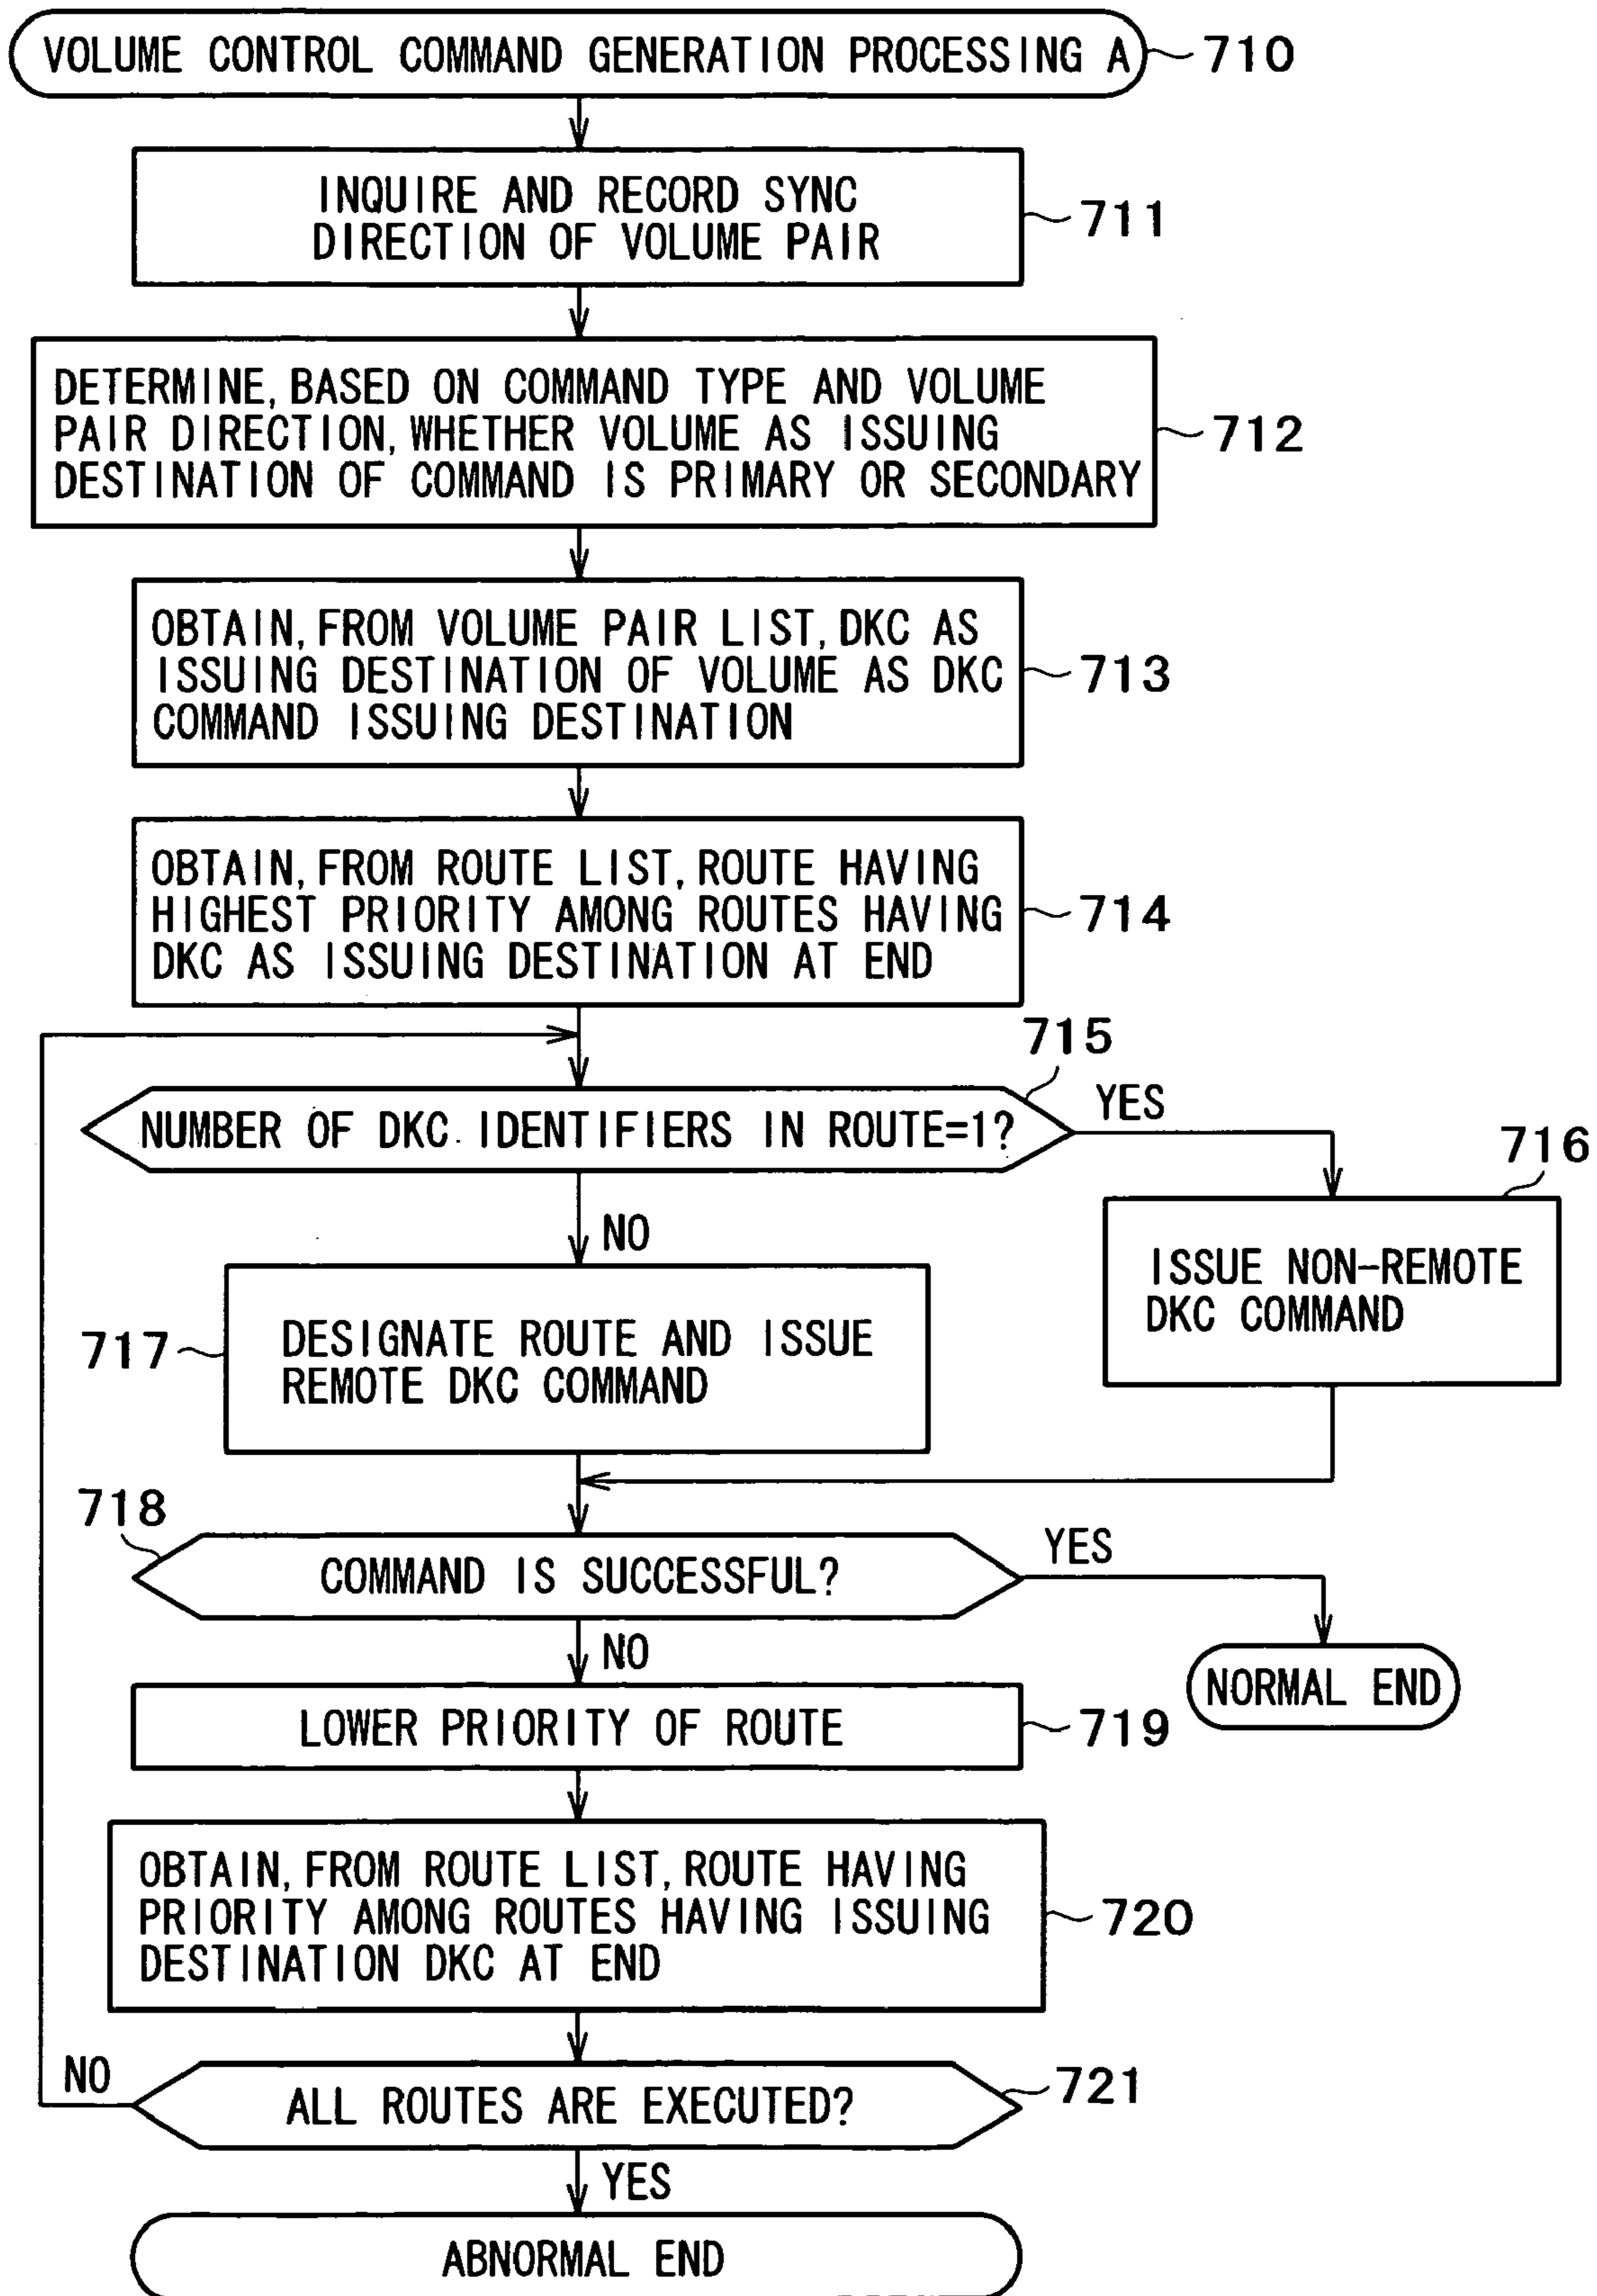 VOLUME CONTROL COMMAND GENERATION PROCESSING A
710
INQUIRE AND RECORD SYNC
DIRECTION OF VOLUME PAIR
711
DETERMINE, BASED ON COMMAND TYPE AND VOLUME
PAIR DIRECTION, WHETHER VOLUME AS ISSUING
DESTINATION OF COMMAND IS PRIMARY OR SECONDARY
712
OBTAIN, FROM VOLUME PAIR LIST, DKC AS
ISSUING DESTINATION OF VOLUME AS DKC
COMMAND ISSUING DESTINATION
713
OBTAIN, FROM ROUTE LIST, ROUTE HAVING
HIGHEST PRIORITY AMONG ROUTES HAVING
DKC AS ISSUING DESTINATION AT END
714
715
NUMBER OF DKC IDENTIFIERS IN ROUTE=1?
YES
716
NO
ISSUE NON-REMOTE
DKC COMMAND
717
DESIGNATE ROUTE AND ISSUE
REMOTE DKC COMMAND
718
COMMAND IS SUCCESSFUL?
YES
NO
NORMAL END
LOWER PRIORITY OF ROUTE
719
OBTAIN, FROM ROUTE LIST, ROUTE HAVING
PRIORITY AMONG ROUTES HAVING ISSUING
DESTINATION DKC AT END
720
NO
ALL ROUTES ARE EXECUTED?
721
YES
ABNORMAL END